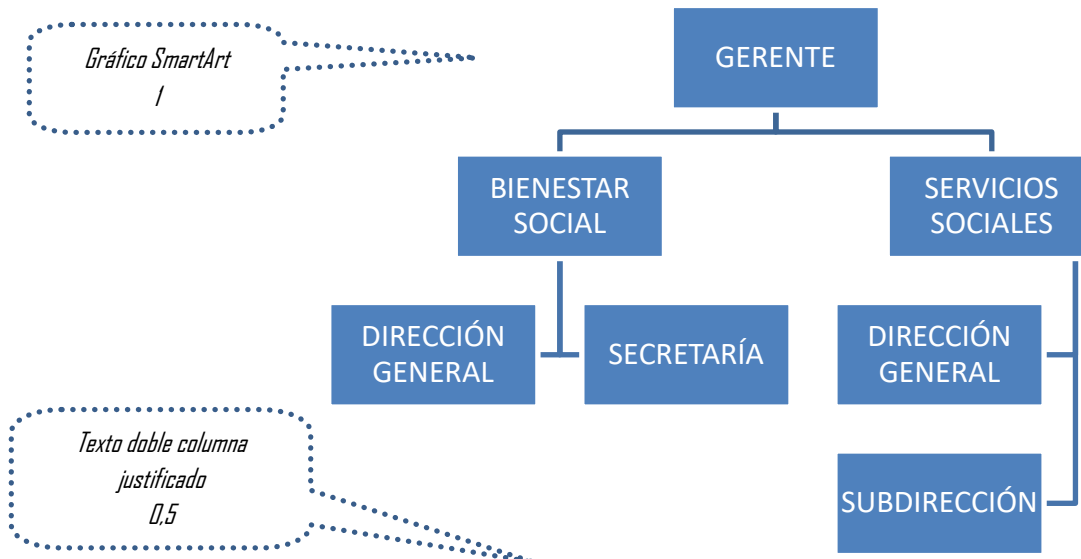 Gráfico SmartArt
1
GERENTE
BIENESTAR
SOCIAL
SERVICIOS
SOCIALES
DIRECCIÓN
GENERAL
SECRETARÍA
DIRECCIÓN
GENERAL
Texto doble columna
justificado
0,5
SUBDIRECCIÓN